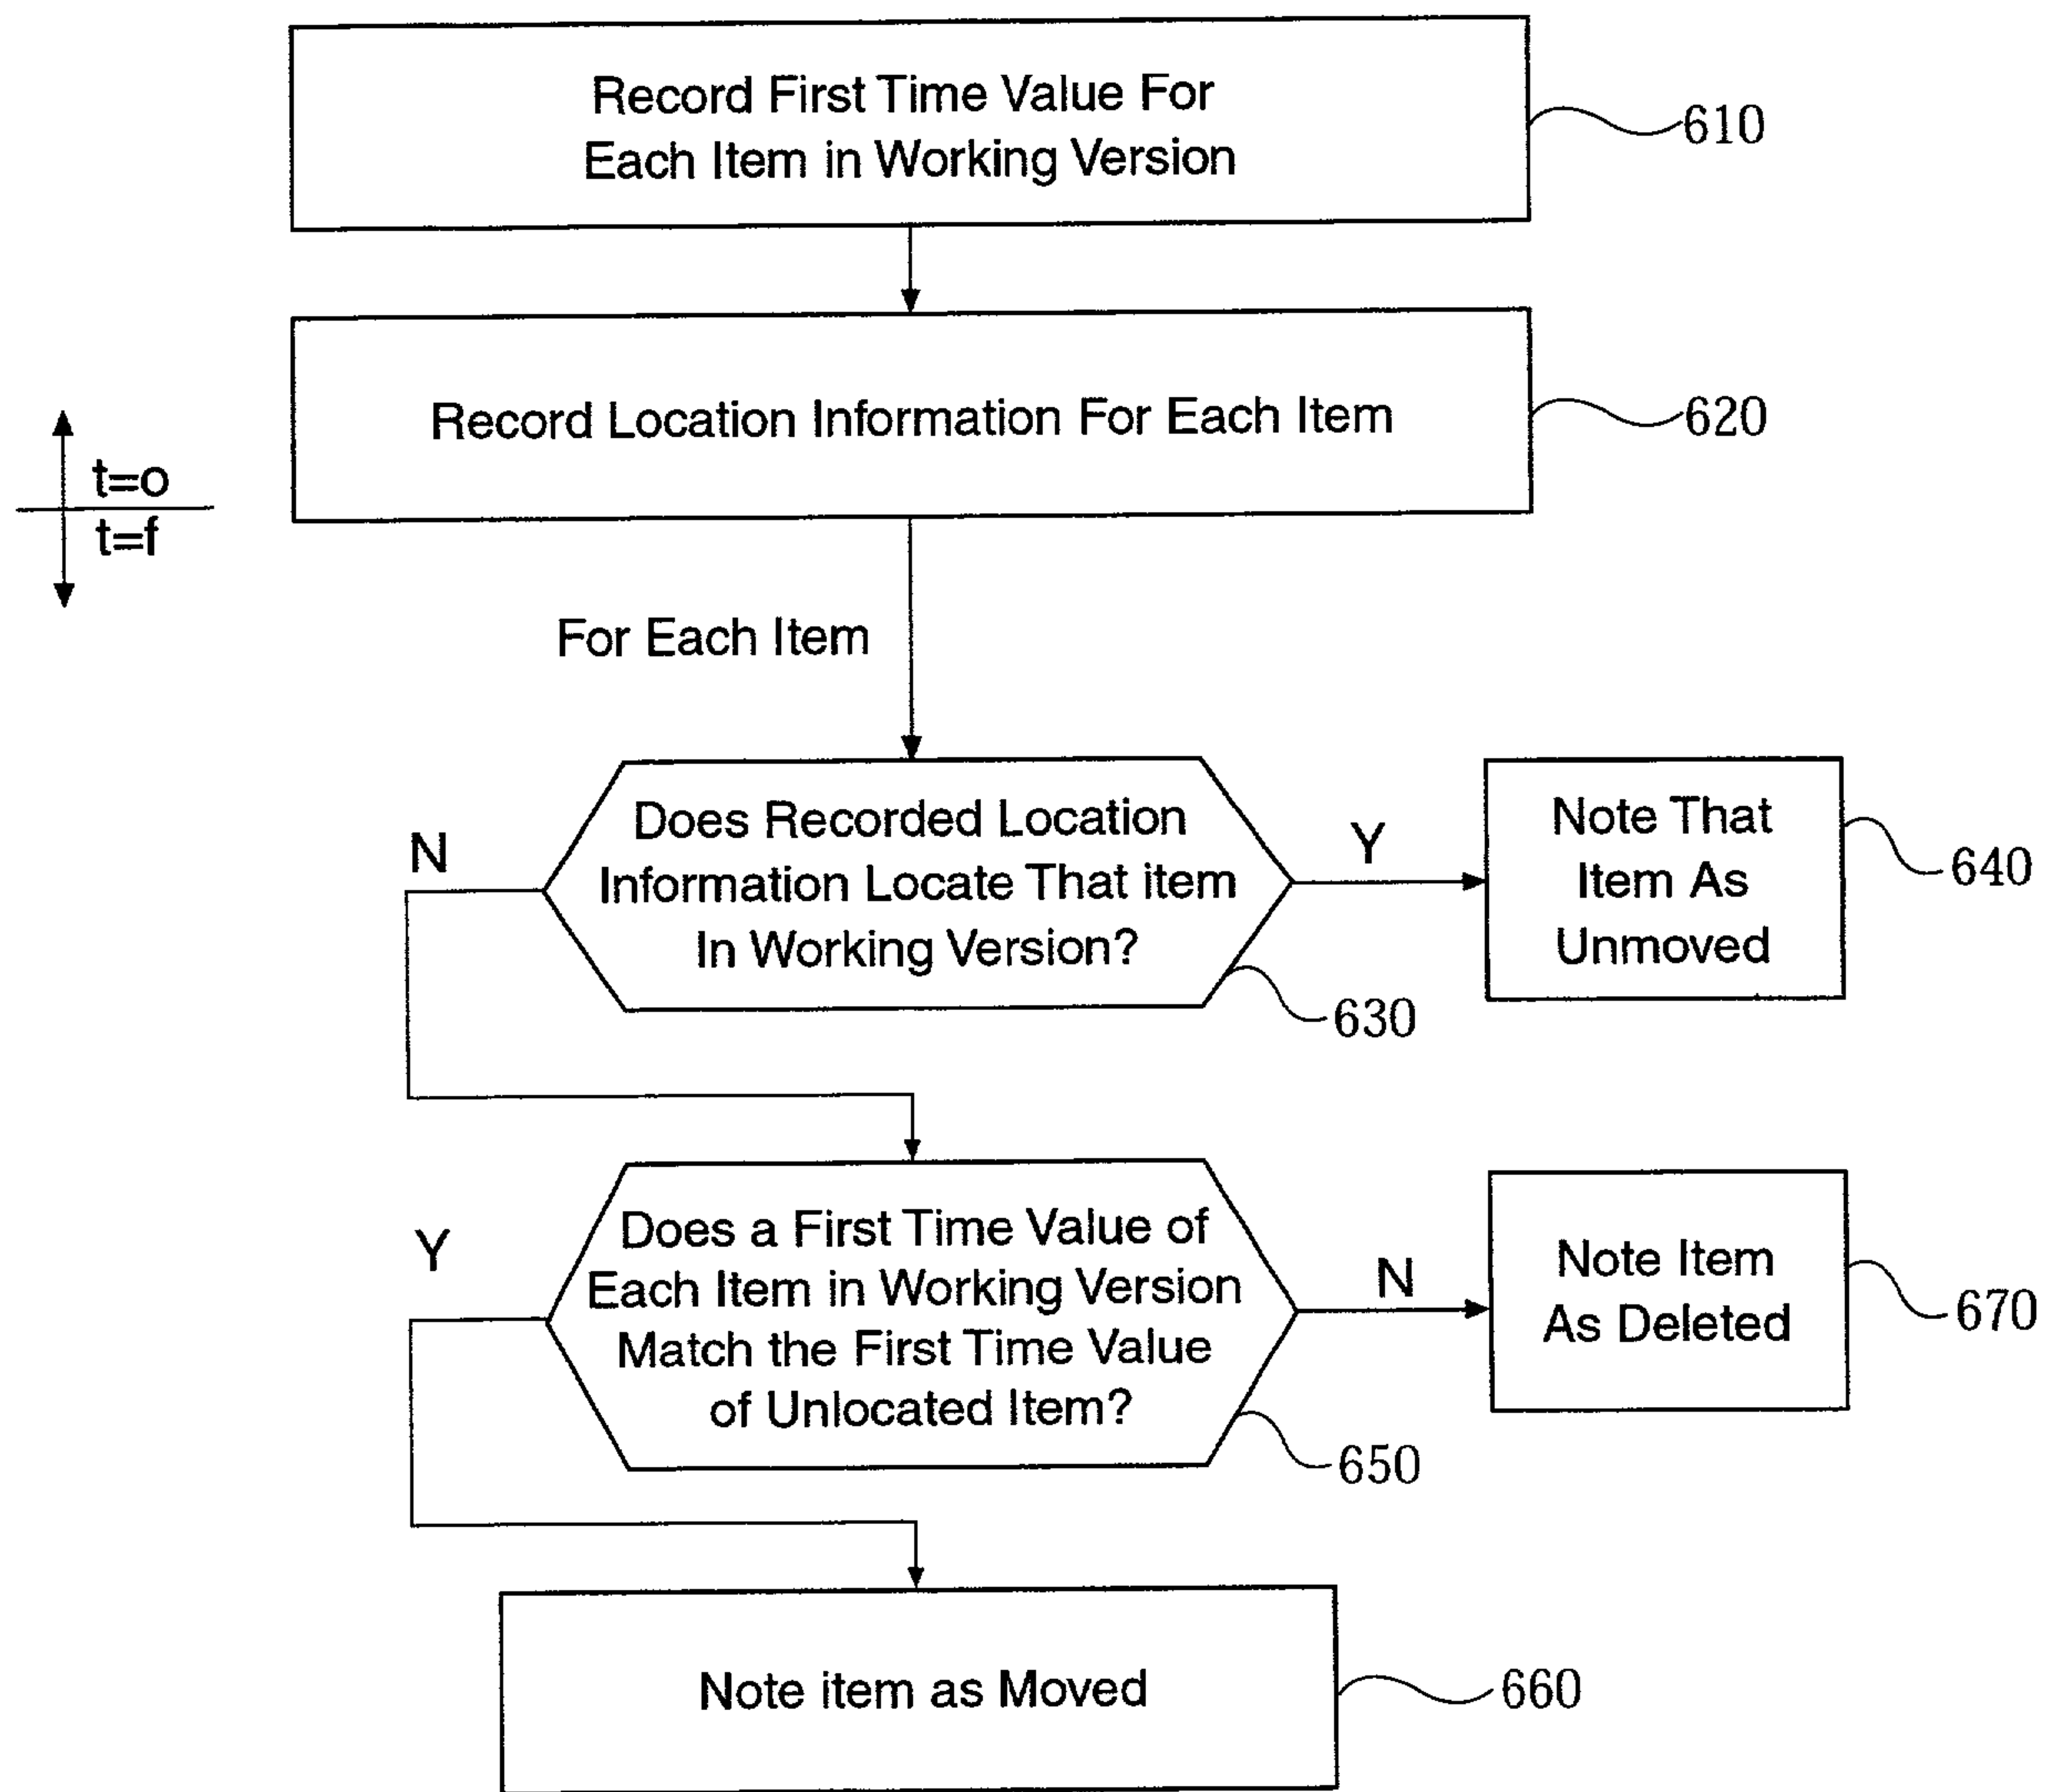 Record First Time Value For
Each Item in Working Version
610
Record Location Information For Each Item
620
t=o
t=f
For Each Item
Does Recorded Location
Information Locate That item
In Working Version?
630
N
Y
Note That
Item As
Unmoved
640
Does a First Time Value of
Each Item in Working Version
Match the First Time Value
of Unlocated Item?
650
Y
N
Note Item
As Deleted
670
Note item as Moved
660